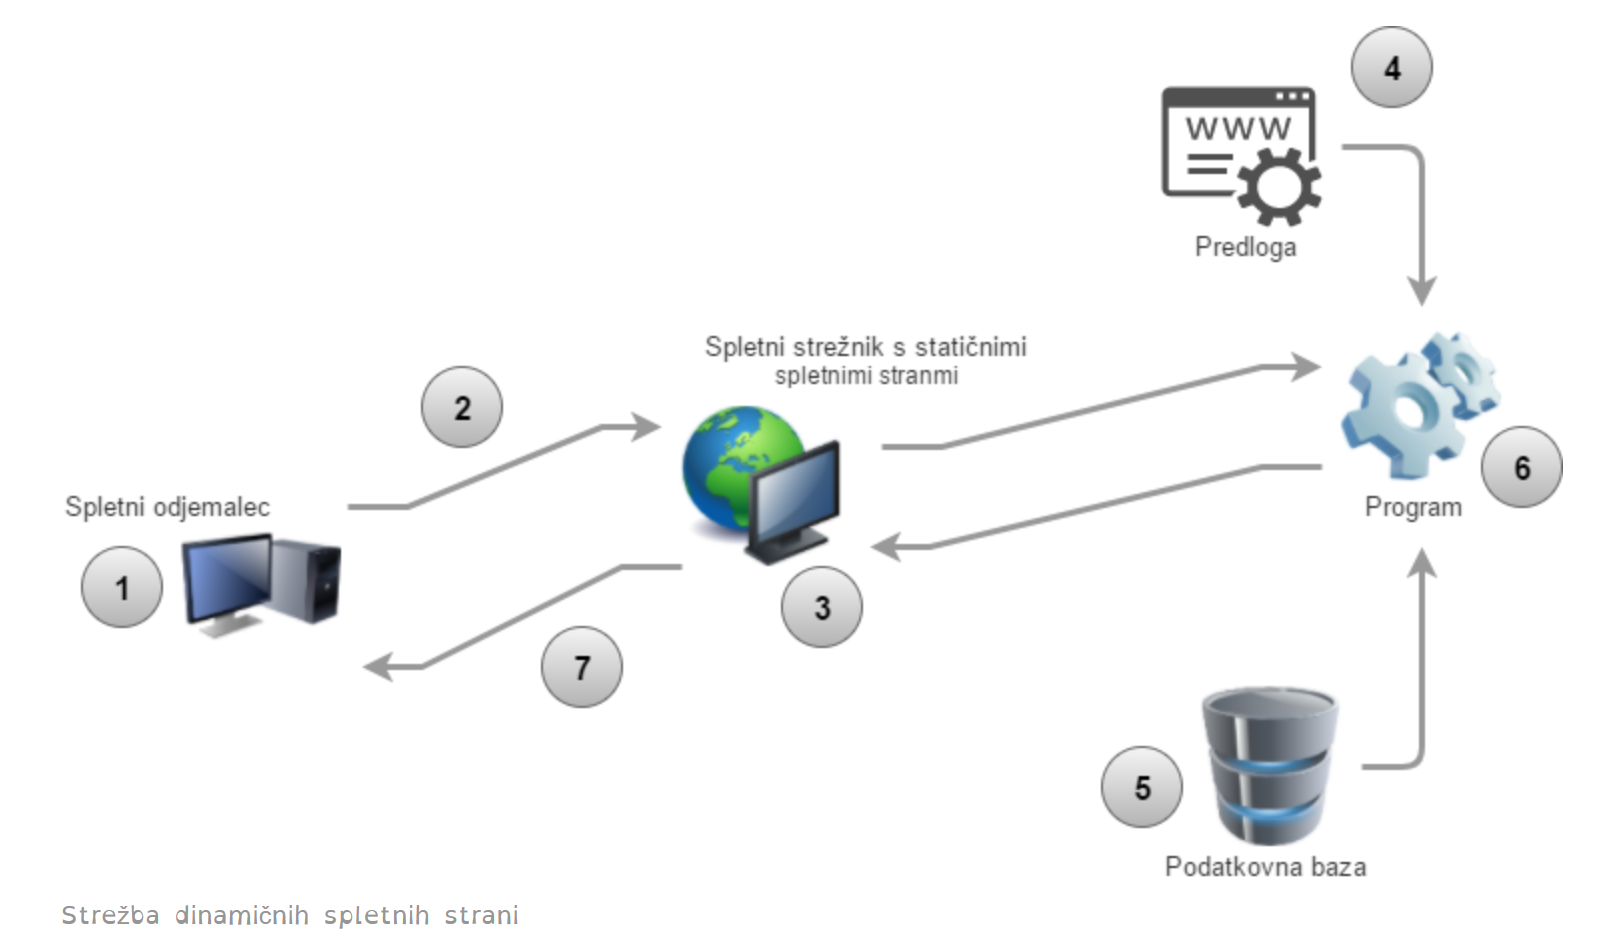 4
WWW
Predloga
Spletni strežnik s statičnimi
spletnimi stranmi
2
6
Program
Spletni odjemalec
1
3
7
5
Podatkovna baza
Strežba dinamičnih spletnih strani